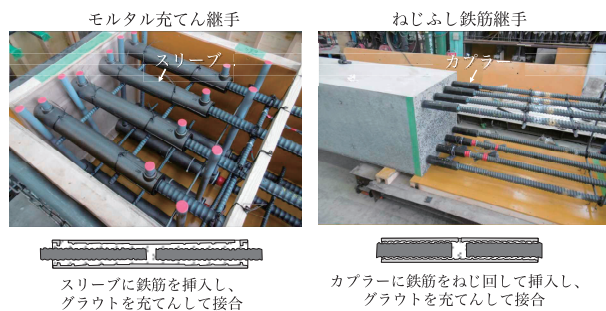 モルタル充てん継手
スリーブ
スリーブに鉄筋を挿入し、
グラウトを充てんして接合
ねじふし鉄筋継手
カプラー
カプラーに鉄筋をねじ回して挿入し、
グラウトを充てんして接合